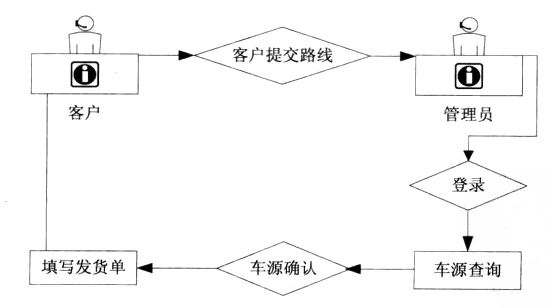 客户提交路线
客户
管理员
登录
填写发货单
车源确认
车源查询